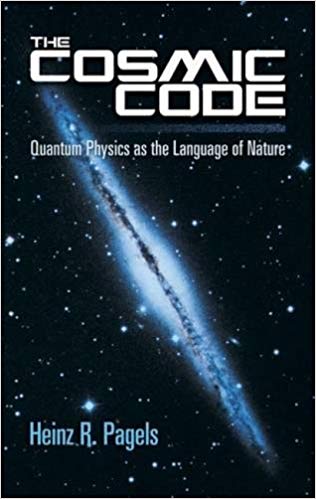 THE
COSMIC
CODE
Quantum Physics as the Language of Nature
Heinz R. Pagels